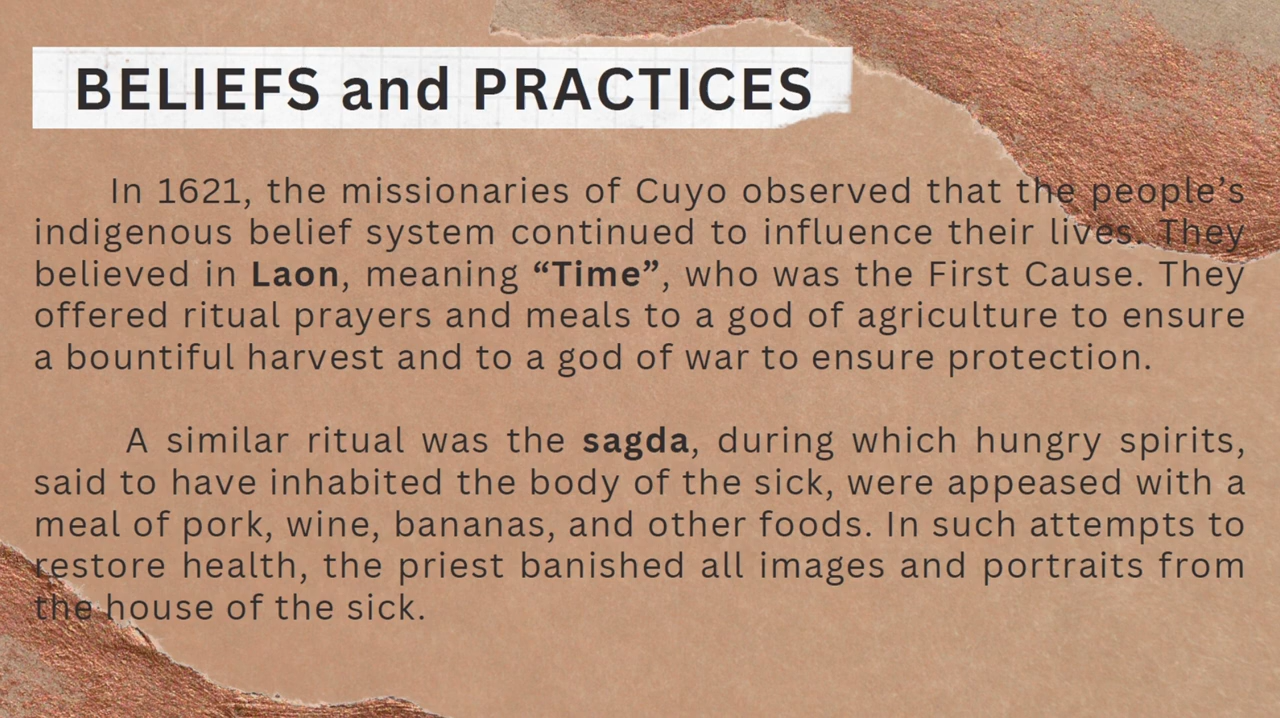 BELIEFS and PRACTICES
In 1621, the missionaries of Cuyo observed that the people’s
indigenous belief system continued to influence their lives. They
believed in Laon, meaning “Time”, who was the First Cause. They
offered ritual prayers and meals to a god of agriculture to ensure
a bountiful harvest and to a god of war to ensure protection.
A similar ritual was the sagda, during which hungry spirits,
said to have inhabited the body of the sick, were appeased with a
meal of pork, wine, bananas, and other foods. In such attempts to
restore health, the priest banished all images and portraits from
the house of the sick.